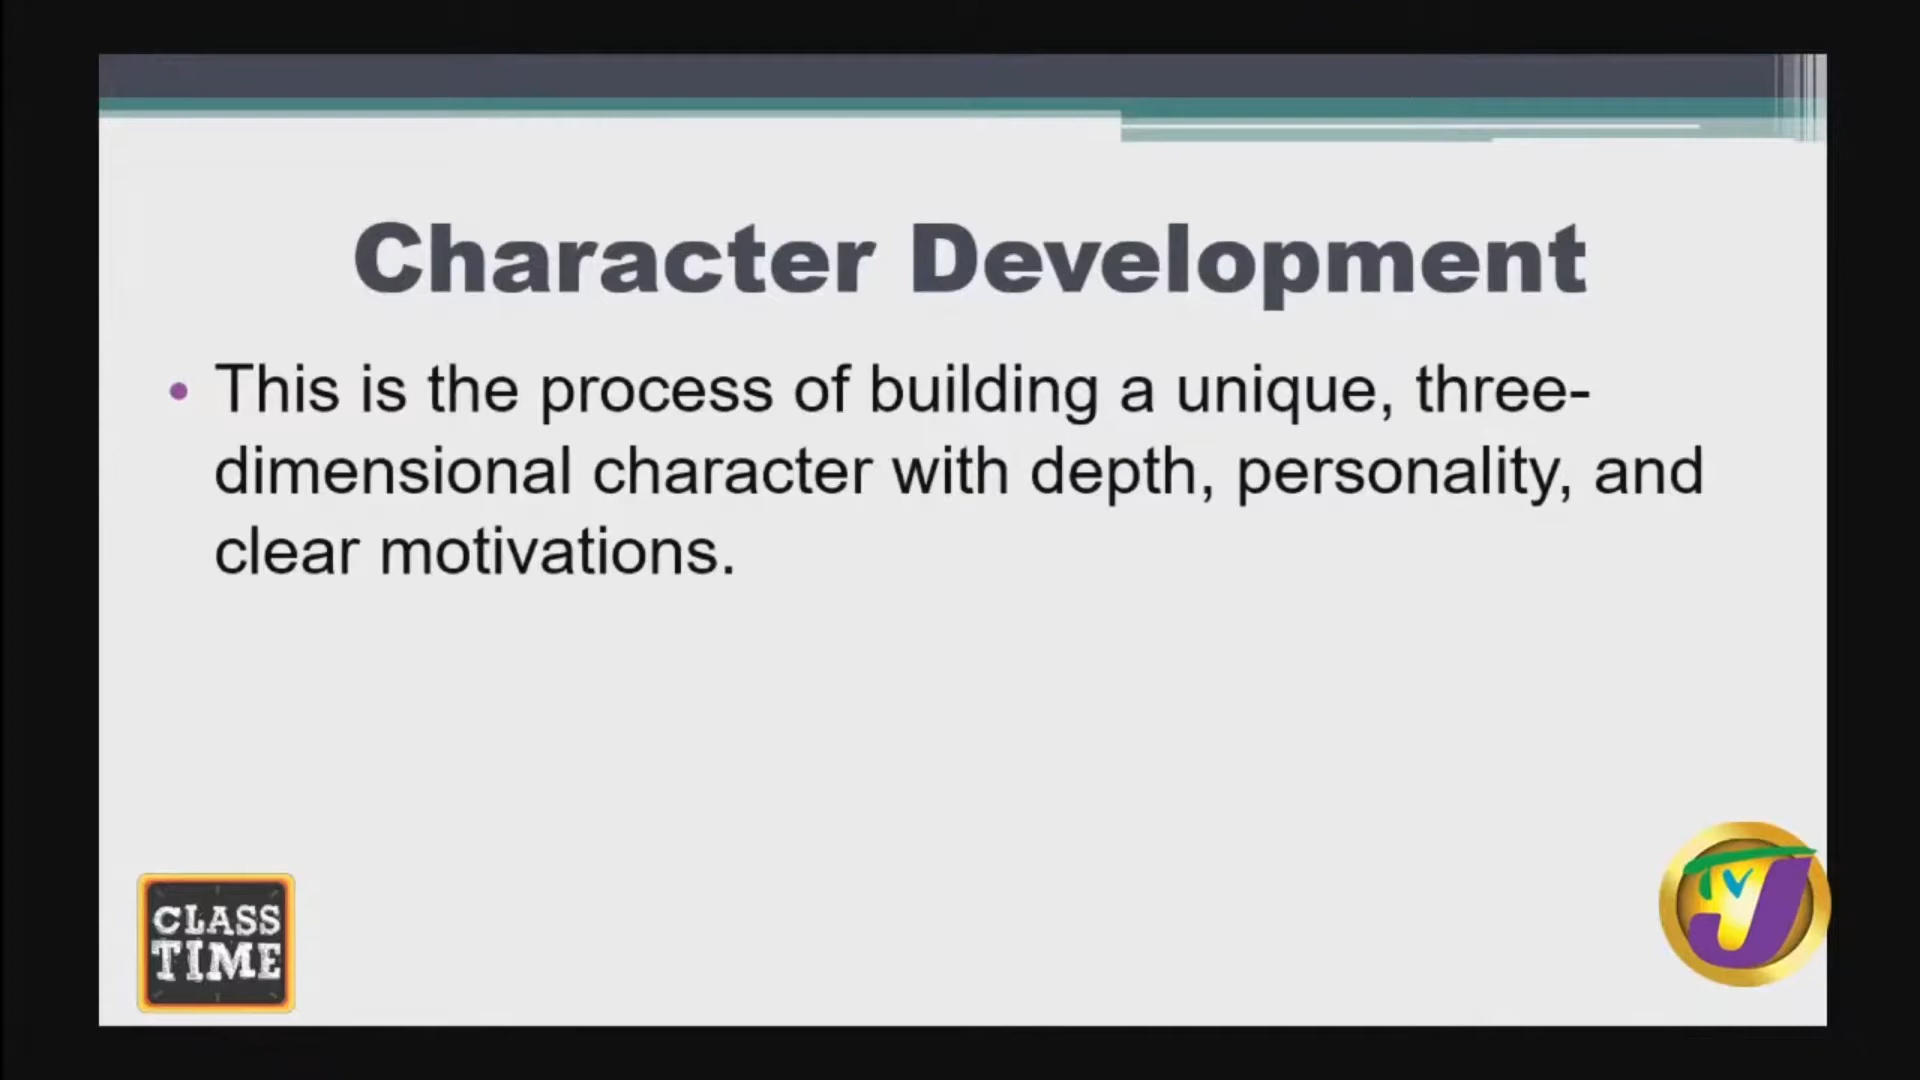 Character Development
• This is the process of building a unique, three-
dimensional character with depth, personality, and
clear motivations.
CLASS
TIME
TVJ